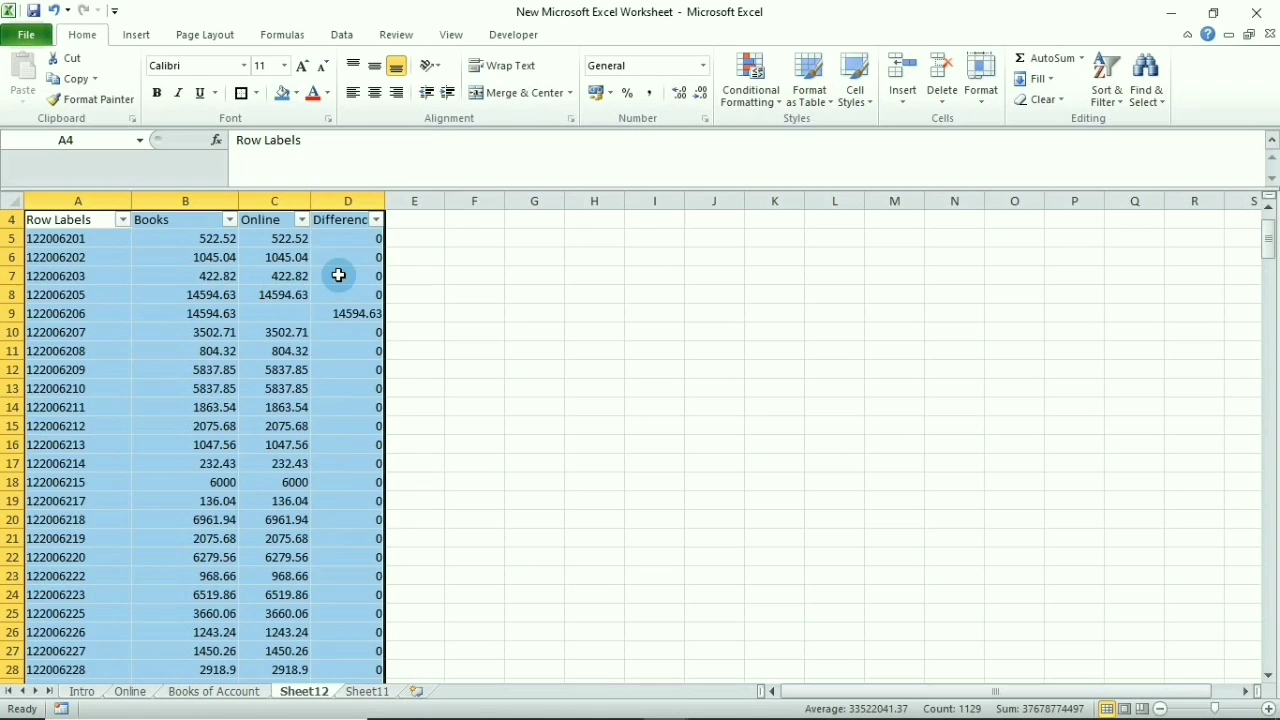 New Microsoft Excel Worksheet - Microsoft Excel
File Home Insert Page Layout Formulas Data Review View Developer
Paste
Cut
Copy
Format Painter
Clipboard
Calibri 11
B I U
Font
Wrap Text
Merge & Center
Alignment
General
Number
Conditional Formatting
Format as Table
Cell Styles
Styles
Insert Delete Format
Cells
AutoSum
Fill
Clear
Sort & Filter
Find & Select
Editing
A4 fx Row Labels
A B C D E F G H I J K L M N O P Q R S
4 Row Labels Books Online Differenc
5 122006201 522.52 522.52 0
6 122006202 1045.04 1045.04 0
7 122006203 422.82 422.82 0
8 122006205 14594.63 14594.63 0
9 122006206 14594.63 14594.63
10 122006207 3502.71 3502.71 0
11 122006208 804.32 804.32 0
12 122006209 5837.85 5837.85 0
13 122006210 5837.85 5837.85 0
14 122006211 1863.54 1863.54 0
15 122006212 2075.68 2075.68 0
16 122006213 1047.56 1047.56 0
17 122006214 232.43 232.43 0
18 122006215 6000 6000 0
19 122006217 136.04 136.04 0
20 122006218 6961.94 6961.94 0
21 122006219 2075.68 2075.68 0
22 122006220 6279.56 6279.56 0
23 122006222 968.66 968.66 0
24 122006223 6519.86 6519.86 0
25 122006225 3660.06 3660.06 0
26 122006226 1243.24 1243.24 0
27 122006227 1450.26 1450.26 0
28 122006228 2918.9 2918.9 0
Intro Online Books of Account Sheet12 Sheet11
Ready Average: 33522041.37 Count: 1129 Sum: 37678774497